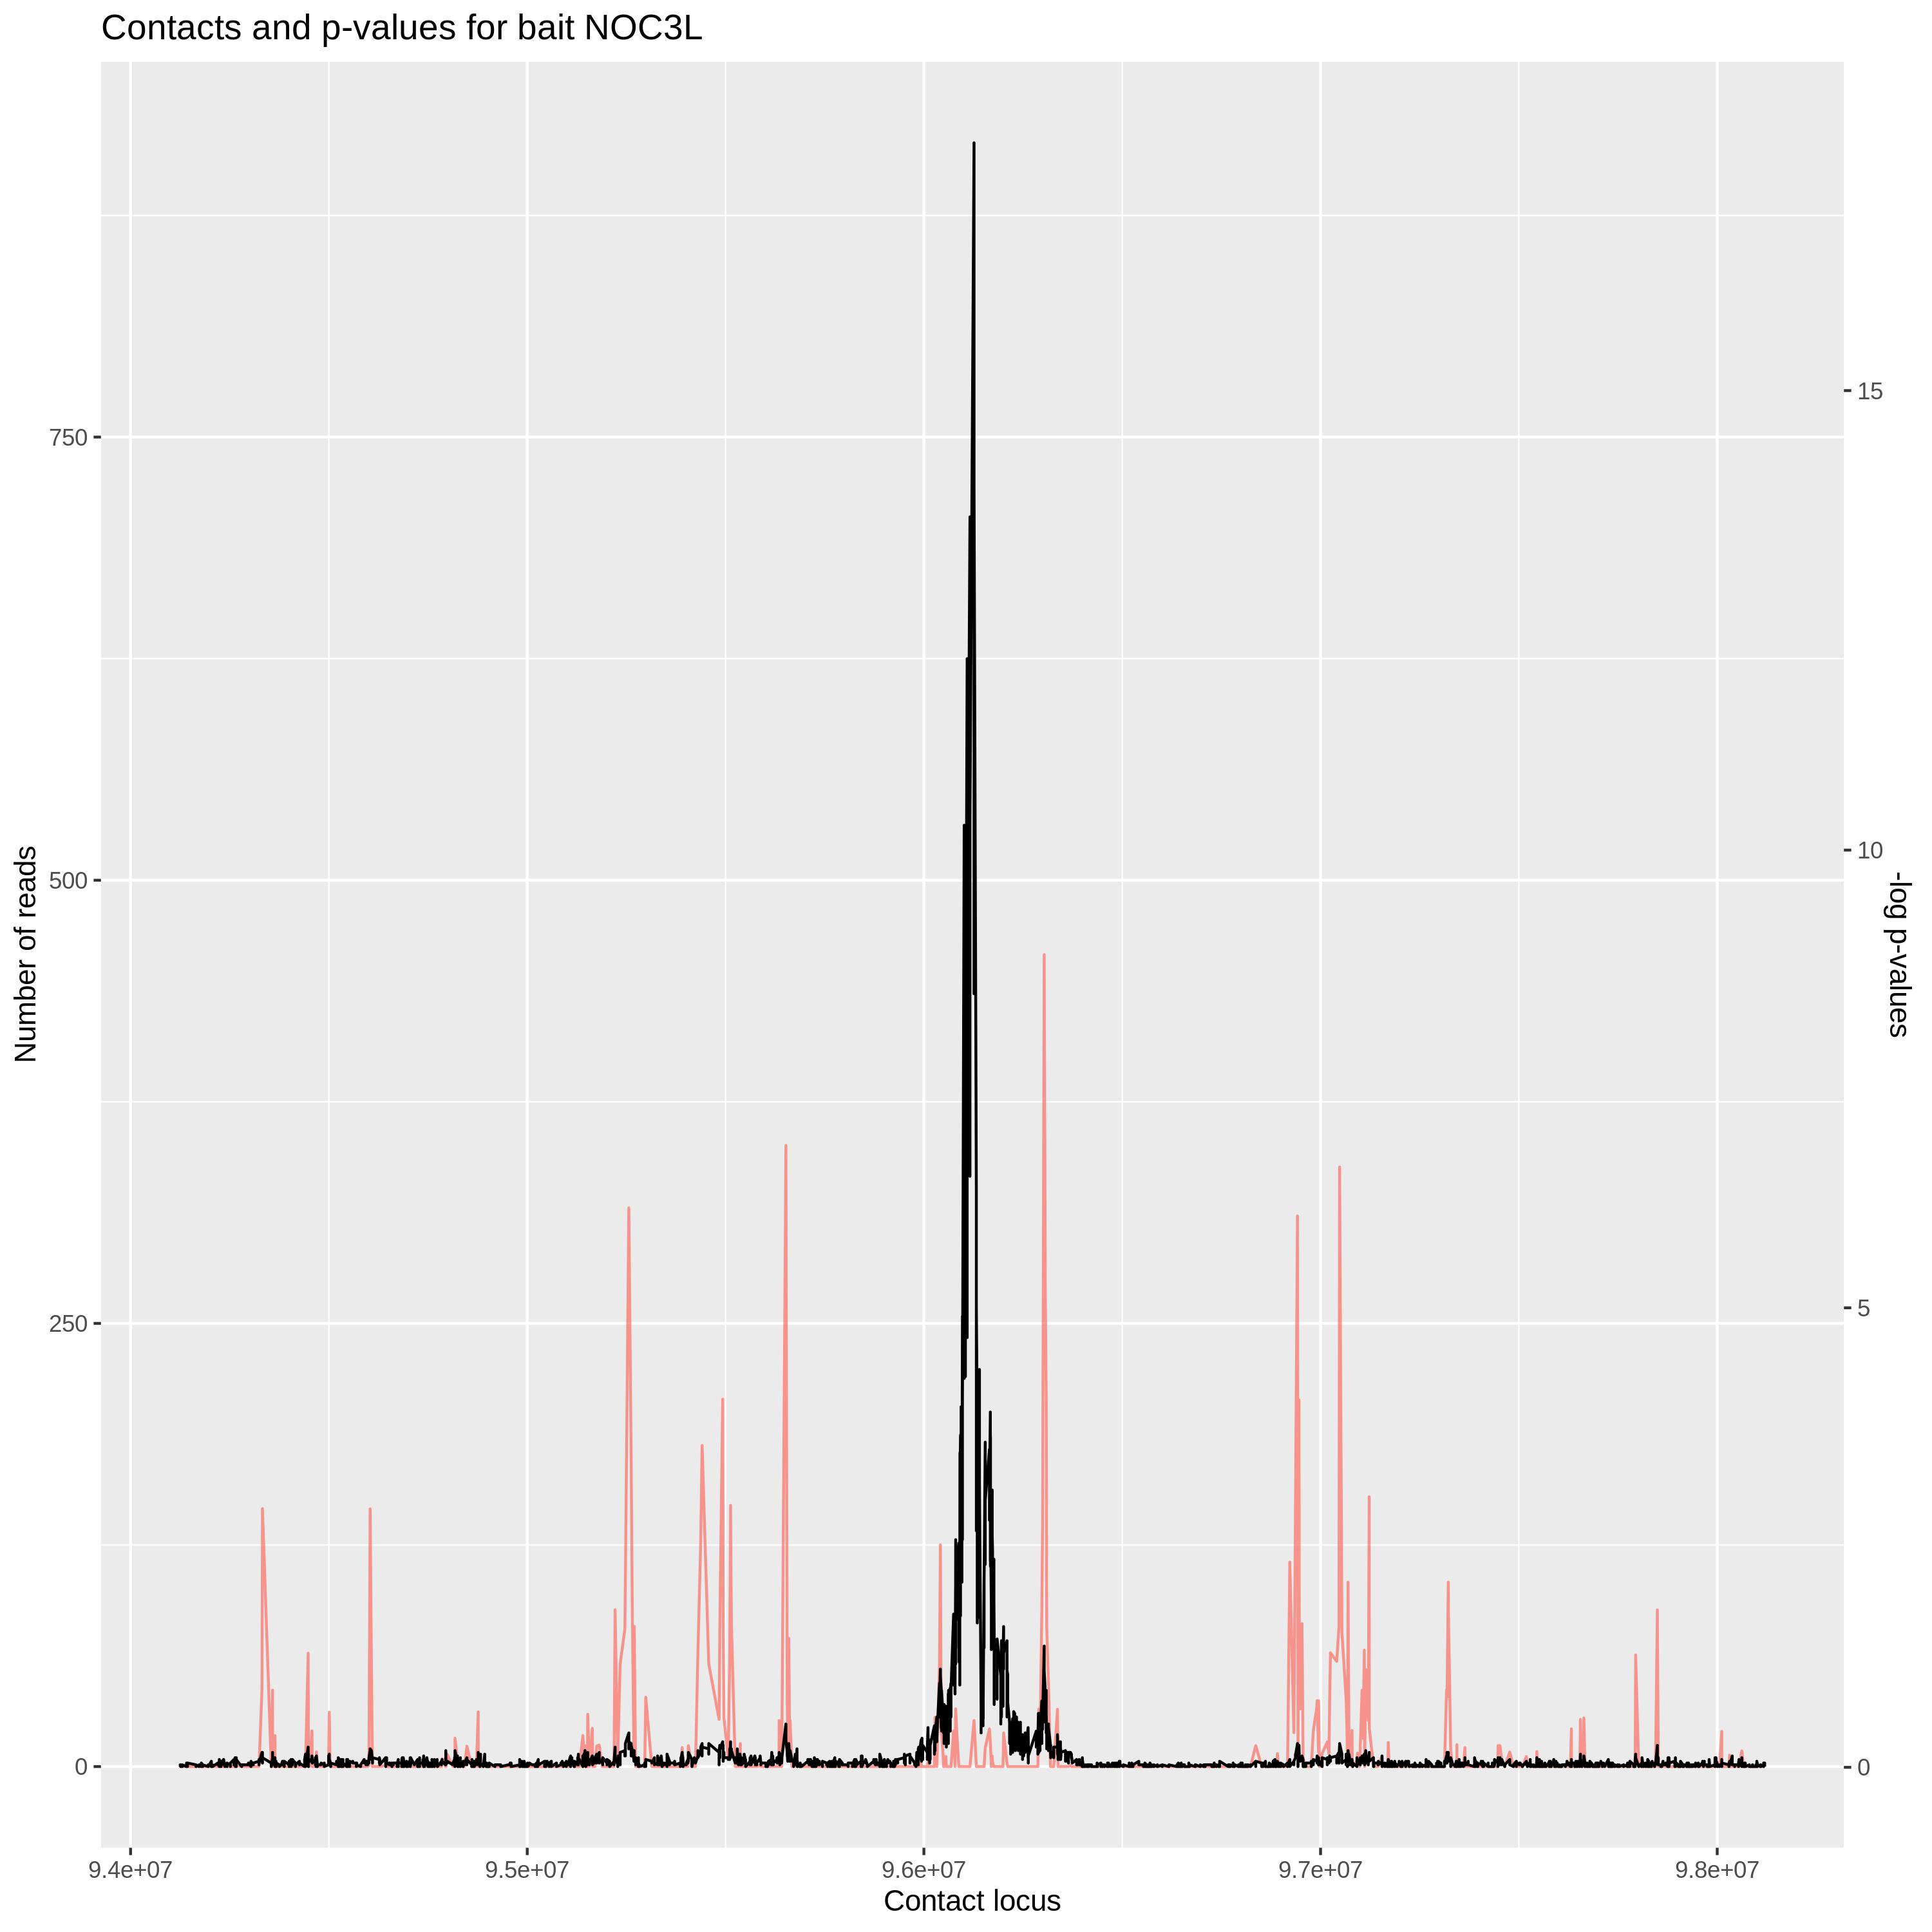 Contacts and p-values for bait NOC3L
750
500
250
0
Number of reads
15
10
5
0
-log p-values
9.4e+07 9.5e+07 9.6e+07 9.7e+07 9.8e+07
Contact locus